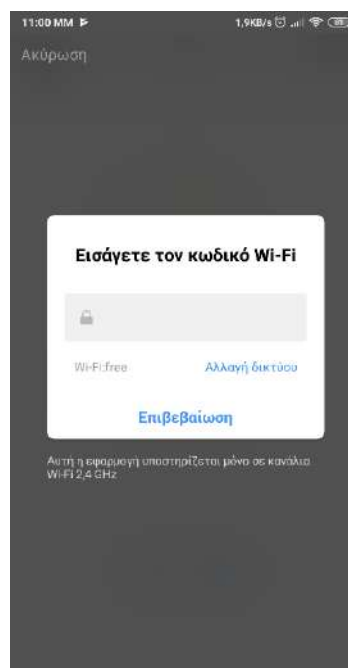 11:00 ΜΜ 1,9KB/s
Ακύρωση
Εισάγετε τον κωδικό Wi-Fi
Wi-Fi:free Αλλαγή δικτύου
Επιβεβαίωση
Αυτή η εφαρμογή υποστηρίζεται μόνο σε κανάλια
Wi-Fi 2,4 GHz